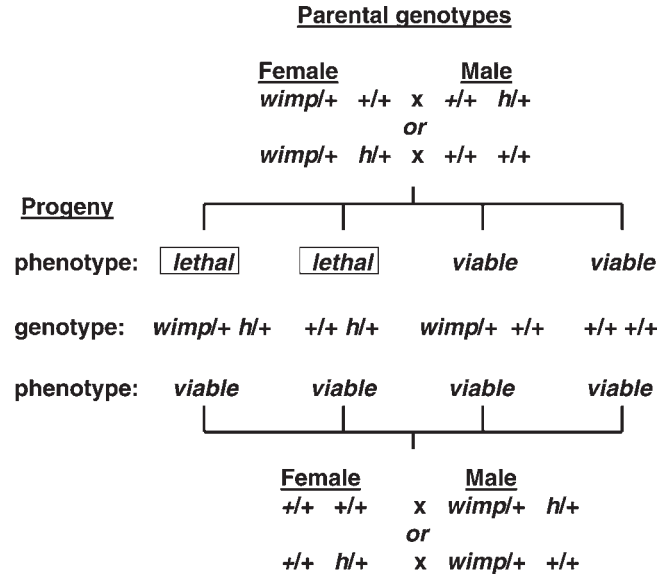 Parental genotypes
Female Male
wimp/+ +/+ x +/+ h/+
or
wimp/+ h/+ x +/+ +/+
Progeny
phenotype: lethal lethal viable viable
genotype: wimp/+ h/+ +/+ h/+ wimp/+ +/+ +/+ +/+
phenotype: viable viable viable viable
Female Male
+/+ +/+ x wimp/+ h/+
or
+/+ h/+ x wimp/+ +/+